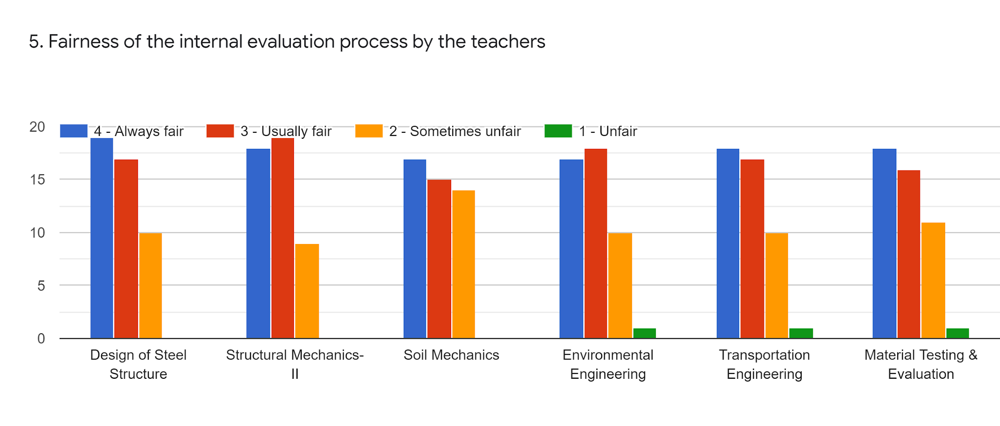 5. Fairness of the internal evaluation process by the teachers
20
4 - Always fair
3 - Usually fair
2 - Sometimes unfair
1 - Unfair
15
10
5
0
Design of Steel
Structure
Structural Mechanics-
II
Soil Mechanics
Environmental
Engineering
Transportation
Engineering
Material Testing &
Evaluation